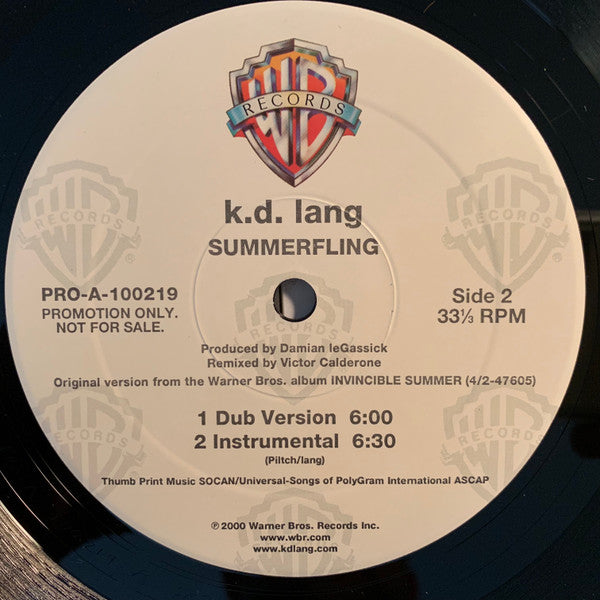 WB
RECORDS
k.d. lang
SUMMERFLING
PRO-A-100219
PROMOTION ONLY.
NOT FOR SALE.
Side 2
33⅓ RPM
Produced by Damian leGassick
Remixed by Victor Calderone
Original version from the Warner Bros. album INVINCIBLE SUMMER (4/2-47605)
1 Dub Version 6:00
2 Instrumental 6:30
(Piltch/lang)
Thumb Print Music SOCAN/Universal-Songs of PolyGram International ASCAP
℗ 2000 Warner Bros. Records Inc.
www.wbr.com
www.kdlang.com